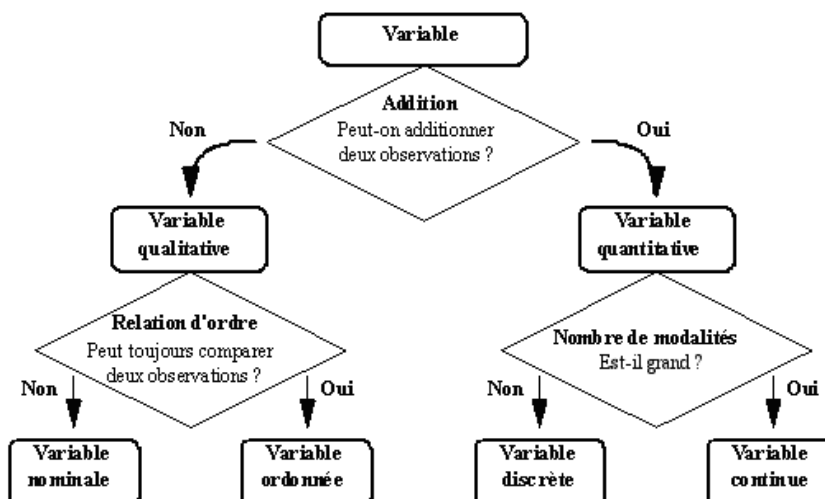 Variable
Addition
Peut-on additionner
deux observations ?
Non
Oui
Variable
qualitative
Variable
quantitative
Relation d'ordre
Peut toujours comparer
deux observations ?
Nombre de modalités
Est-il grand ?
Non
Oui
Non
Oui
Variable
nominale
Variable
ordonnée
Variable
discrète
Variable
continue